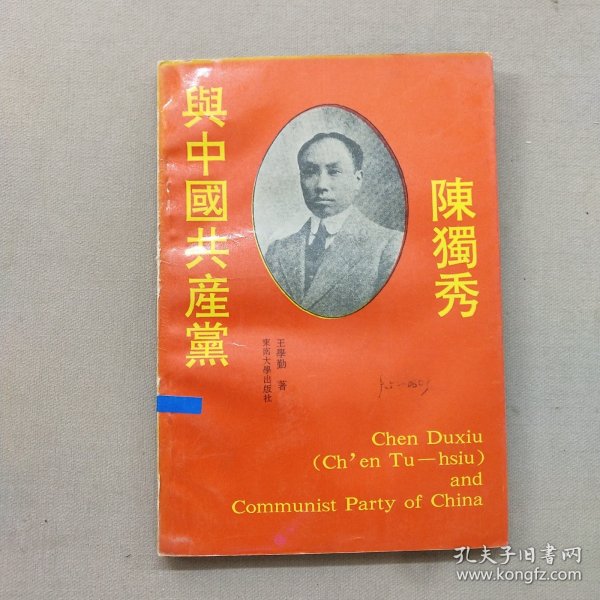 陳獨秀
與中國共産黨
王學勤 著
東南大學出版社
Chen Duxiu
(Ch'en Tu—hsiu)
and
Communist Party of China
孔夫子旧书网
www.kongfz.com